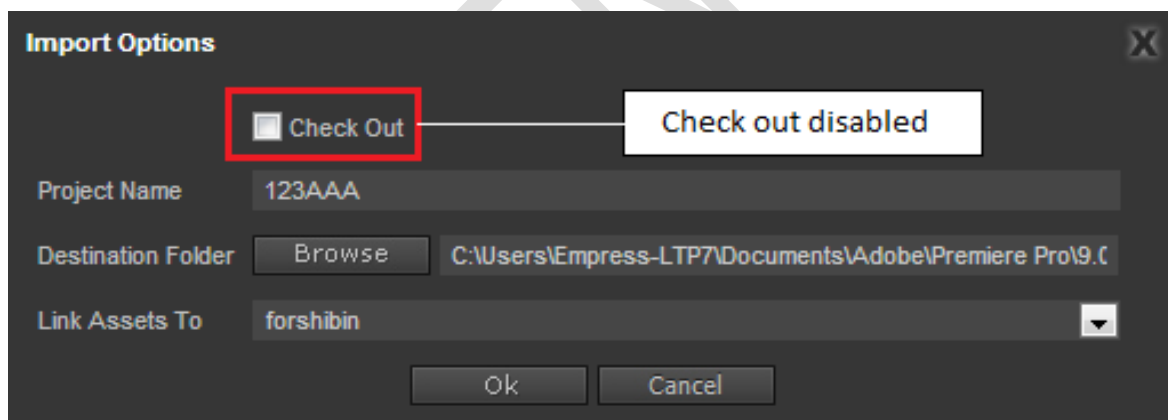 Import Options X
Check Out Check out disabled
Project Name 123AAA
Destination Folder Browse C:\Users\Empress-LTP7\Documents\Adobe\Premiere Pro\9.0
Link Assets To forshibin
Ok Cancel